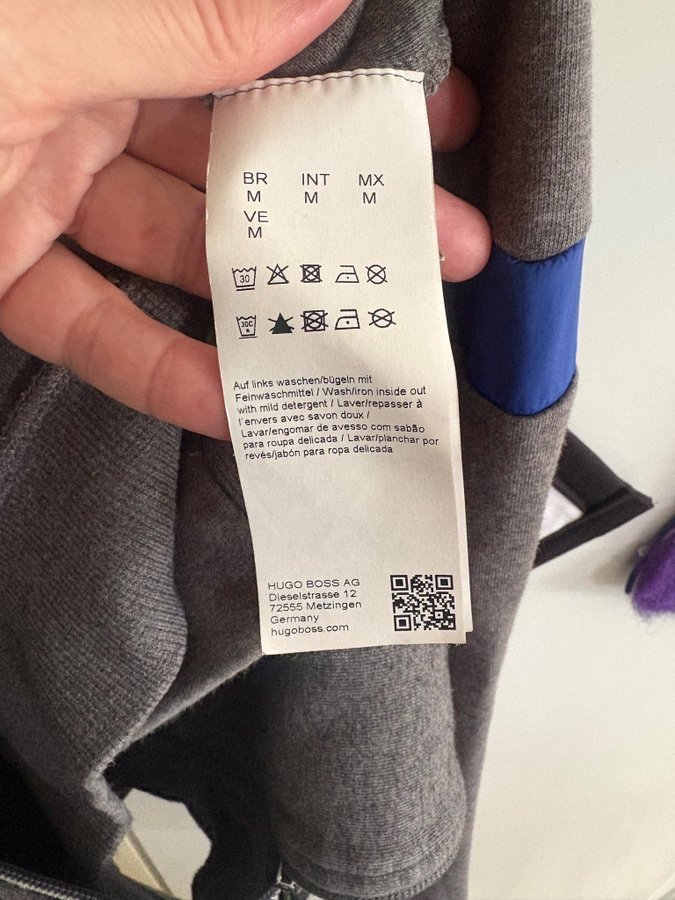 BR INT MX
M M M
VE
M
30
30C
Auf links waschen/bügeln mit
Feinwaschmittel / Wash/iron inside out
with mild detergent / Laver/repasser à
l'envers avec savon doux /
Lavar/engomar de avesso com sabão
para roupa delicada / Lavar/planchar por
revés/jabón para ropa delicada
HUGO BOSS AG
Dieselstrasse 12
72555 Metzingen
Germany
hugoboss.com